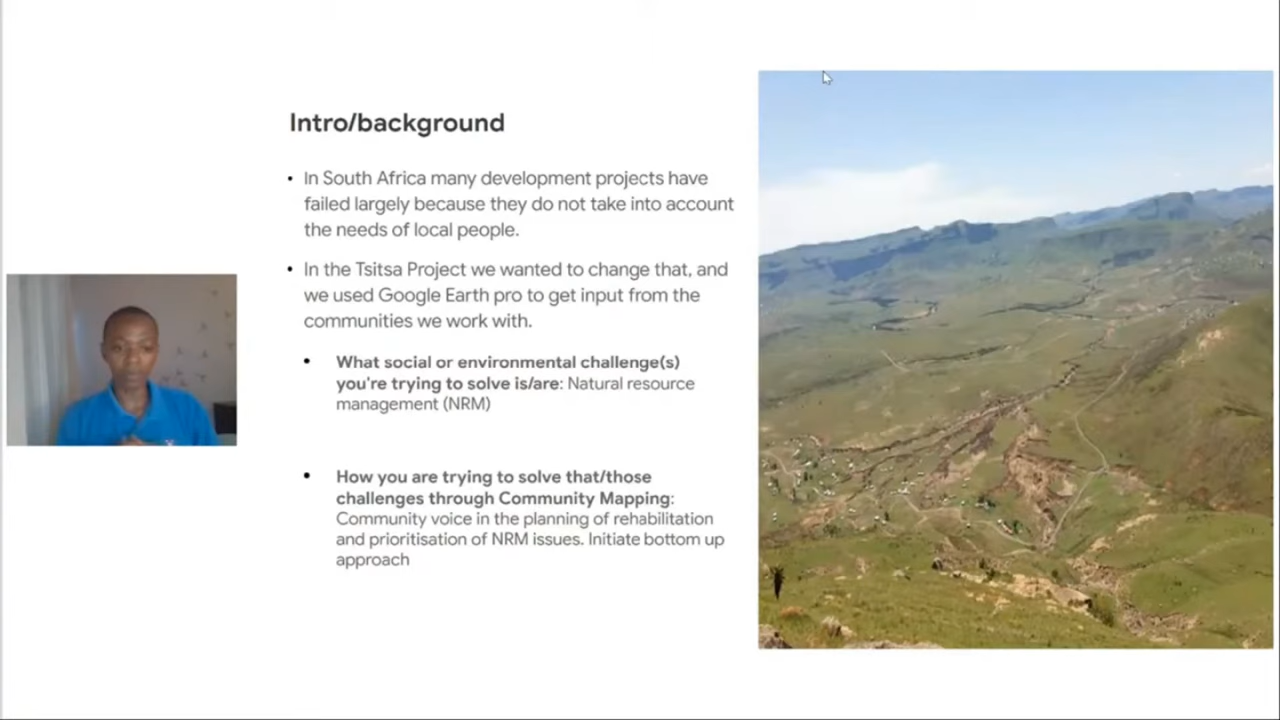 Intro/background
• In South Africa many development projects have
failed largely because they do not take into account
the needs of local people.
• In the Tsitsa Project we wanted to change that, and
we used Google Earth pro to get input from the
communities we work with.
• What social or environmental challenge(s)
you're trying to solve is/are: Natural resource
management (NRM)
• How you are trying to solve that/those
challenges through Community Mapping:
Community voice in the planning of rehabilitation
and prioritisation of NRM issues. Initiate bottom up
approach